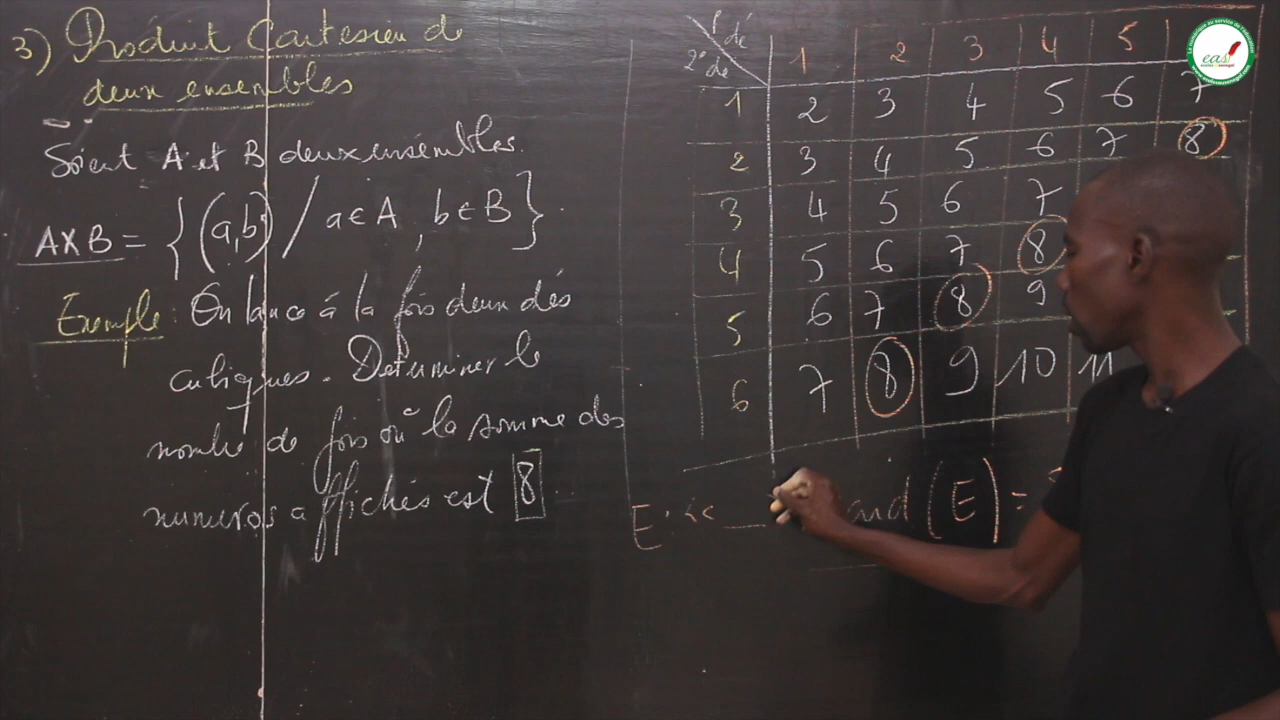 3) Produit Cartesien de
deux ensembles
Soient A et B deux ensembles.
AXB = {(a,b) / a∈A, b∈B}.
Exemple : On lance à la fois deux dés
cubiques. Determiner le
nombre de fois où la somme des
numeros affichés est 8.
1er dé
2e dé
1 2 3 4 5
1 2 3 4 5 6 7
2 3 4 5 6 7 8
3 4 5 6 7
4 5 6 7 8
5 6 7 8 9
6 7 8 9 10 11
E: << Card (E) =
eas